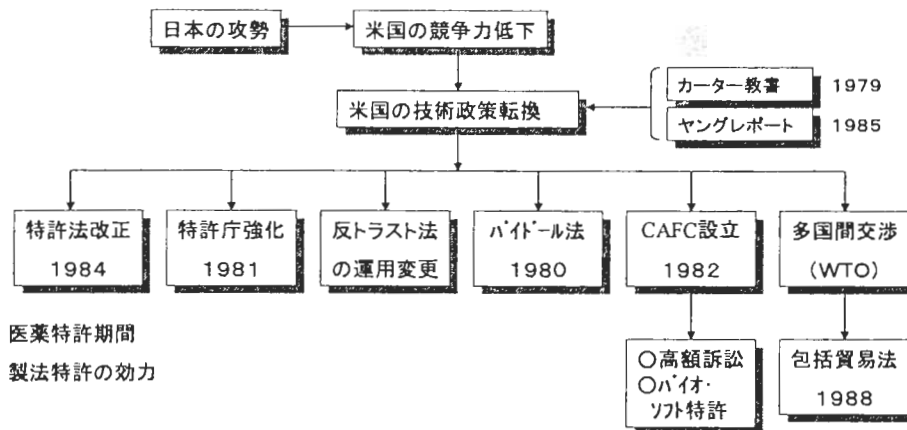 日本の攻勢
米国の競争力低下
カーター教書 1979
米国の技術政策転換
ヤングレポート 1985
特許法改正
1984
特許庁強化
1981
反トラスト法
の運用変更
バイドール法
1980
CAFC設立
1982
多国間交渉
(WTO)
医薬特許期間
製法特許の効力
○高額訴訟
○バイオ・
ソフト特許
包括貿易法
1988